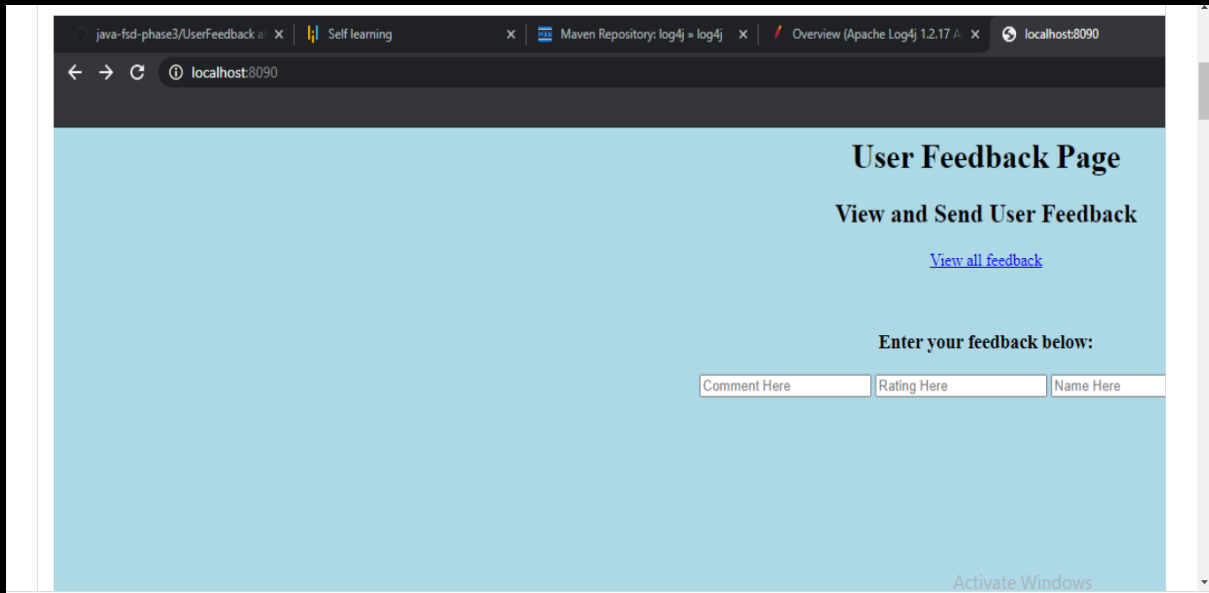 java-fsd-phase3/UserFeedback a
Self learning
Maven Repository: log4j » log4j
Overview (Apache Log4j 1.2.17 A
localhost:8090
localhost:8090
User Feedback Page
View and Send User Feedback
View all feedback
Enter your feedback below:
Comment Here
Rating Here
Name Here
Activate Windows